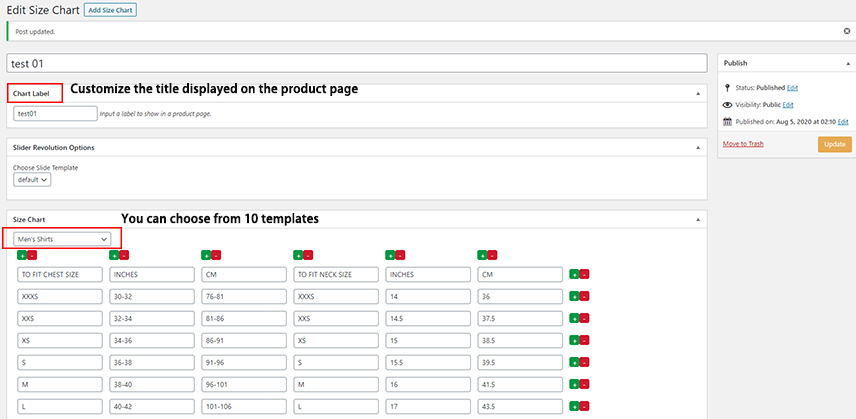 Edit Size Chart Add Size Chart
Post updated.
test 01
Chart Label Customize the title displayed on the product page
test01 Input a label to show in a product page.
Slider Revolution Options
Choose Slide Template
default
Size Chart You can choose from 10 templates
Men's Shirts
+ - + - + - + - + - + -
TO FIT CHEST SIZE INCHES CM TO FIT NECK SIZE INCHES CM + -
XXXS 30-32 76-81 XXXS 14 36 + -
XXS 32-34 81-86 XXS 14.5 37.5 + -
XS 34-36 86-91 XS 15 38.5 + -
S 36-38 91-96 S 15.5 39.5 + -
M 38-40 96-101 M 16 41.5 + -
L 40-42 101-106 L 17 43.5 + -
Publish
Status: Published Edit
Visibility: Public Edit
Published on: Aug 5, 2020 at 02:10 Edit
Move to Trash Update